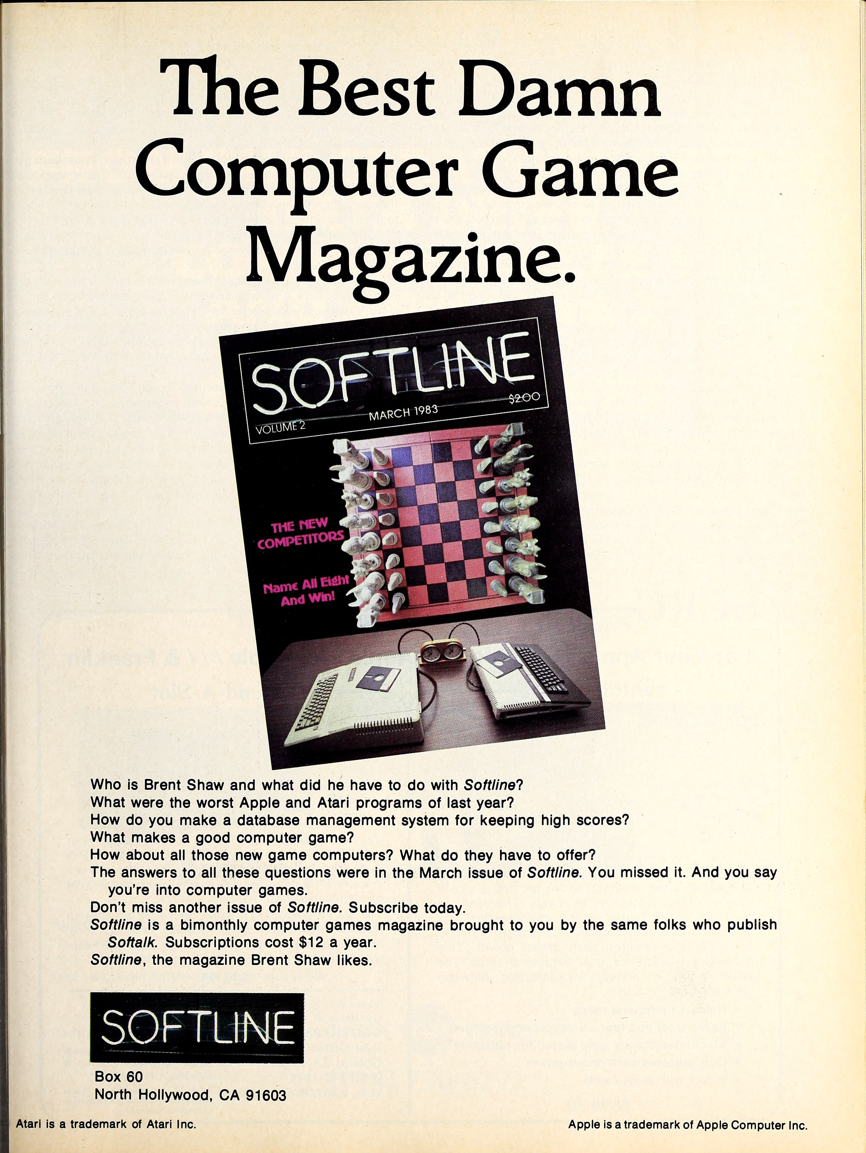 The Best Damn
Computer Game
Magazine.
SOFTLINE
VOLUME 2
MARCH 1983
$2.00
THE NEW
COMPETITORS
Name All Eight
And Win!
Who is Brent Shaw and what did he have to do with Softline?
What were the worst Apple and Atari programs of last year?
How do you make a database management system for keeping high scores?
What makes a good computer game?
How about all those new game computers? What do they have to offer?
The answers to all these questions were in the March issue of Softline. You missed it. And you say
you're into computer games.
Don't miss another issue of Softline. Subscribe today.
Softline is a bimonthly computer games magazine brought to you by the same folks who publish
Softalk. Subscriptions cost $12 a year.
Softline, the magazine Brent Shaw likes.
SOFTLINE
Box 60
North Hollywood, CA 91603
Atari is a trademark of Atari Inc.
Apple is a trademark of Apple Computer Inc.